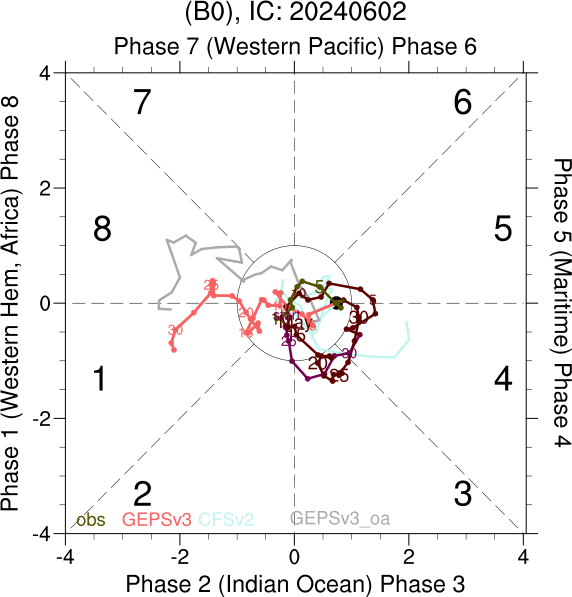 (B0), IC: 20240602
Phase 7 (Western Pacific) Phase 6
Phase 1 (Western Hem, Africa) Phase 8
Phase 5 (Maritime) Phase 4
4
2
0
-2
-4
7
6
8
5
1
4
2
3
25
20
30
5
May
30
25
20
25
obs GEPSv3 CFSv2 GEPSv3_oa
-4 -2 0 2 4
Phase 2 (Indian Ocean) Phase 3